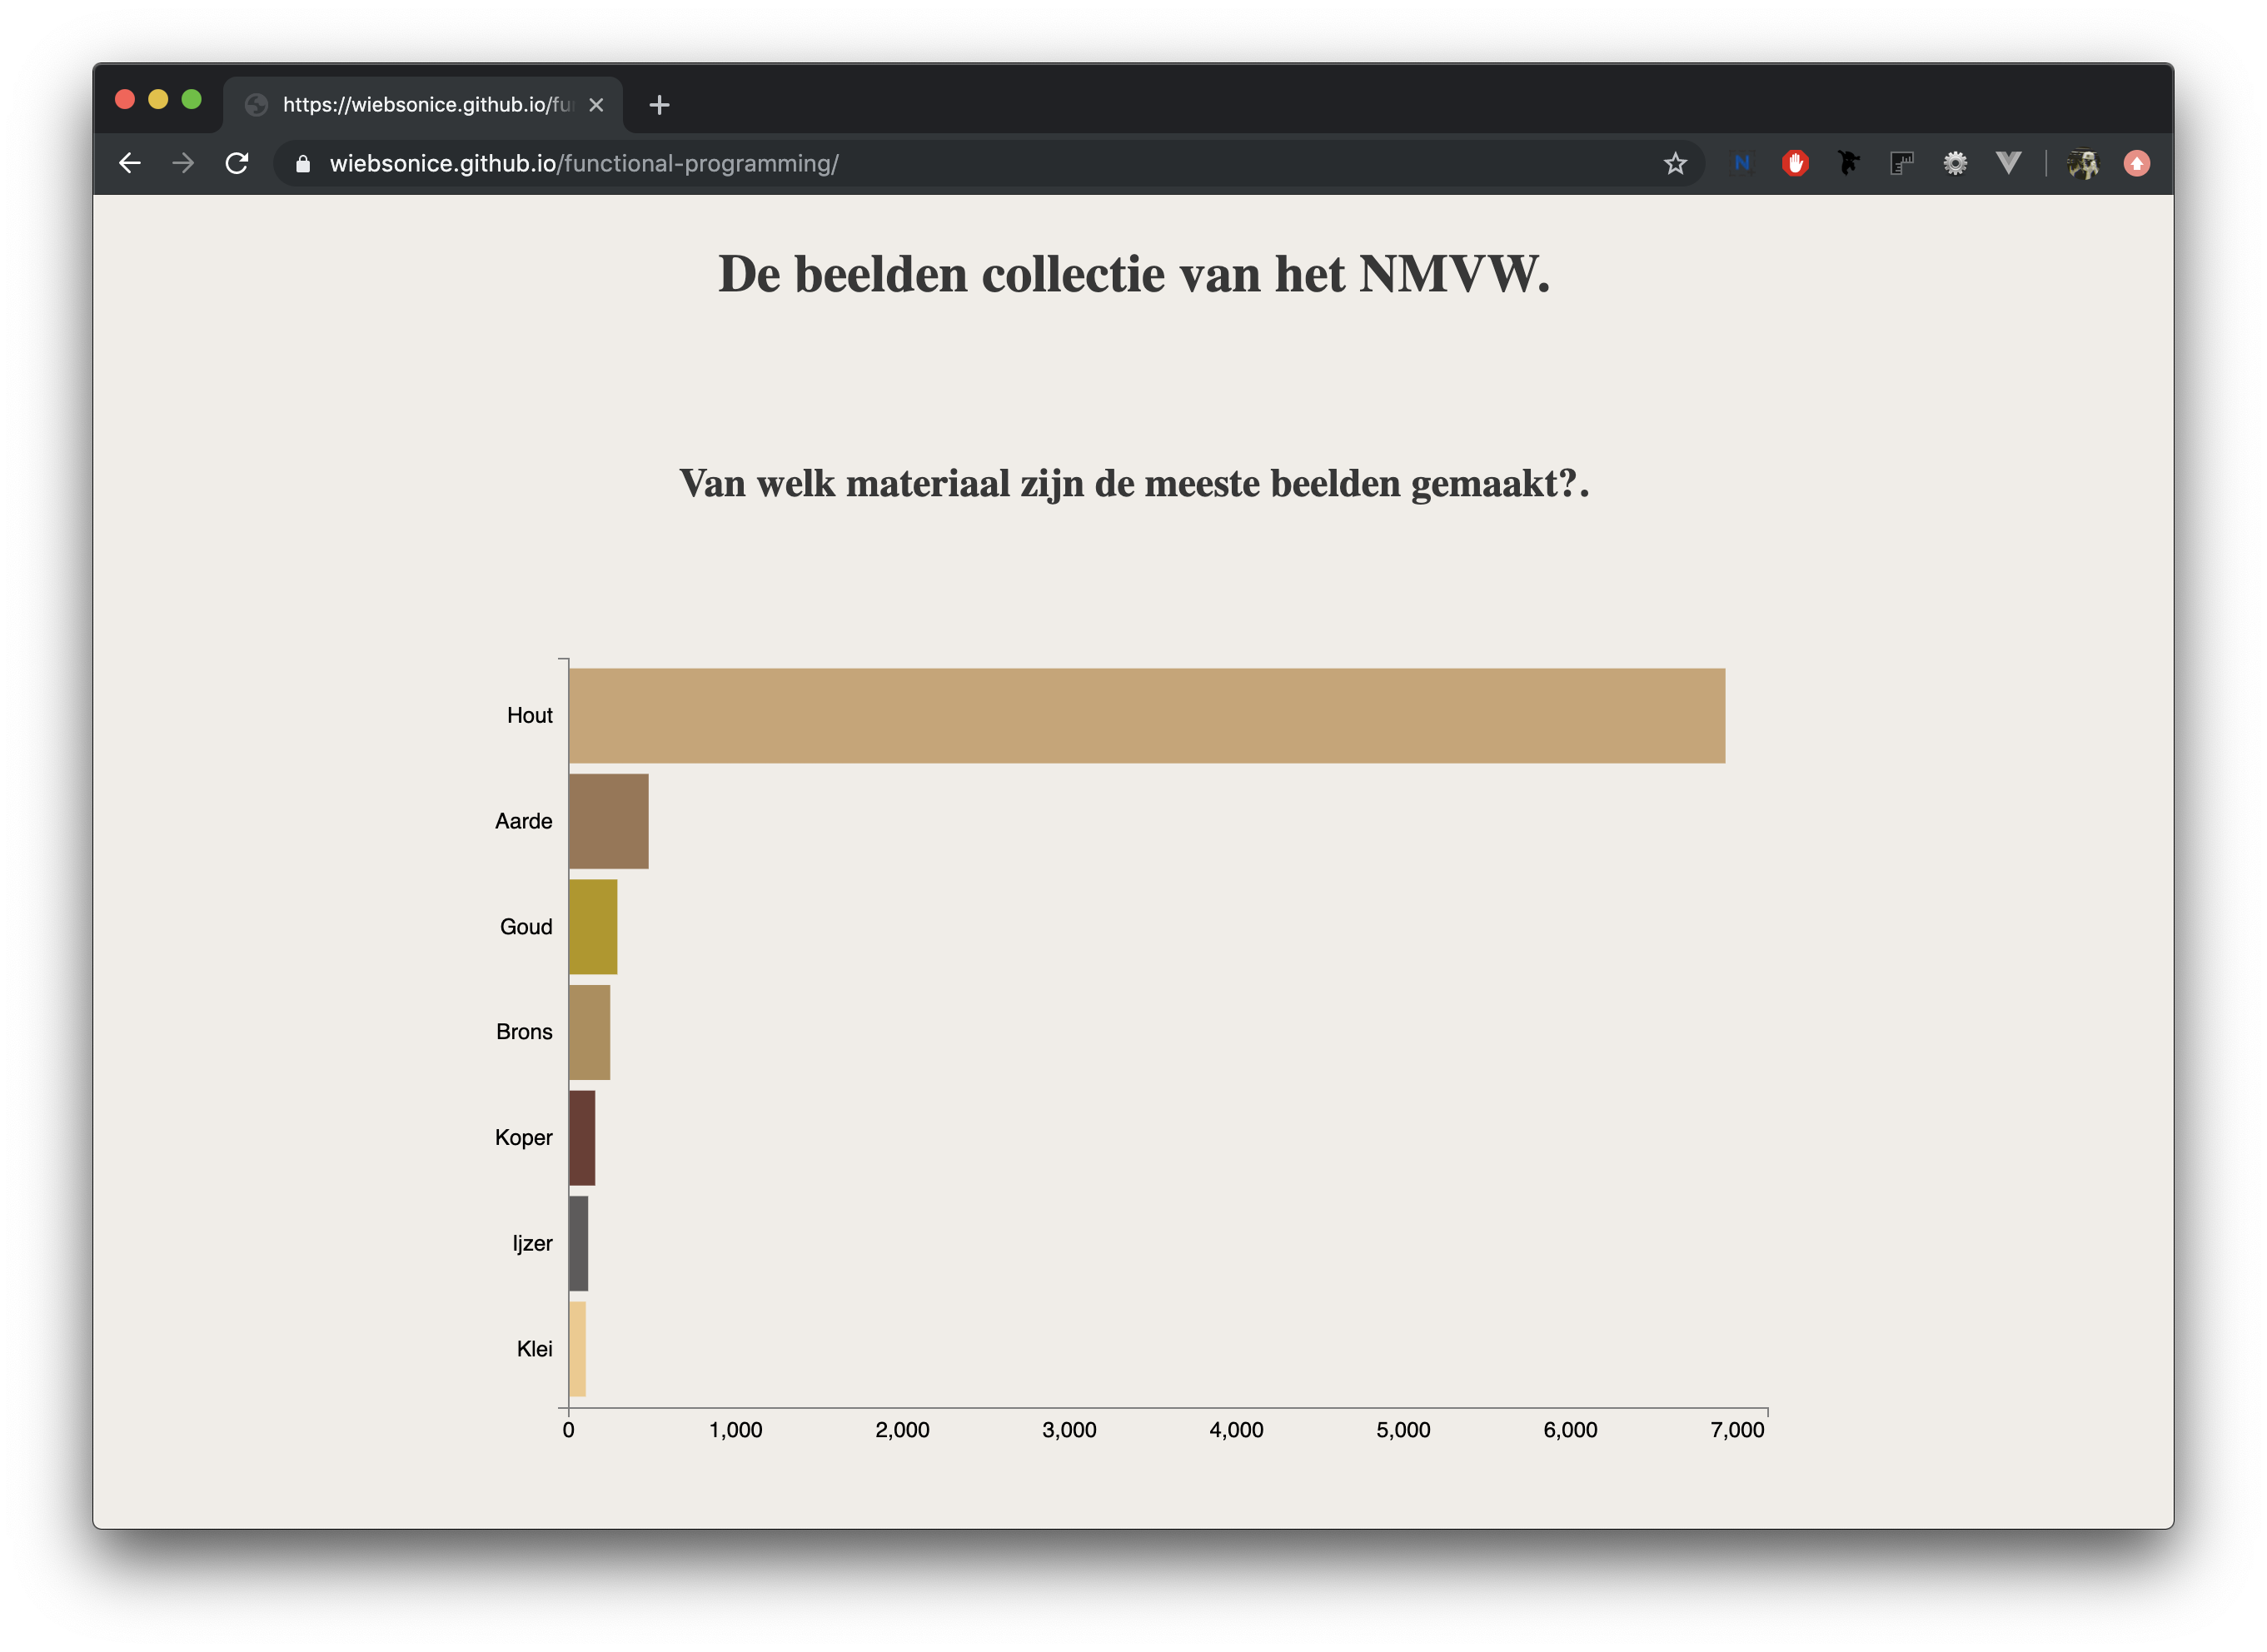 https://wiebsonice.github.io/fu
wiebsonice.github.io/functional-programming/
N
De beelden collectie van het NMVW.
Van welk materiaal zijn de meeste beelden gemaakt?.
Hout
Aarde
Goud
Brons
Koper
Ijzer
Klei
0 1,000 2,000 3,000 4,000 5,000 6,000 7,000